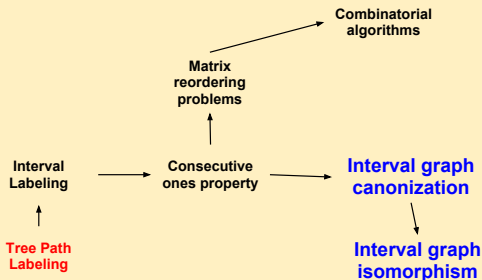 Combinatorial
algorithms
Matrix
reordering
problems
Interval
Labeling
Consecutive
ones property
Interval graph
canonization
Tree Path
Labeling
Interval graph
isomorphism